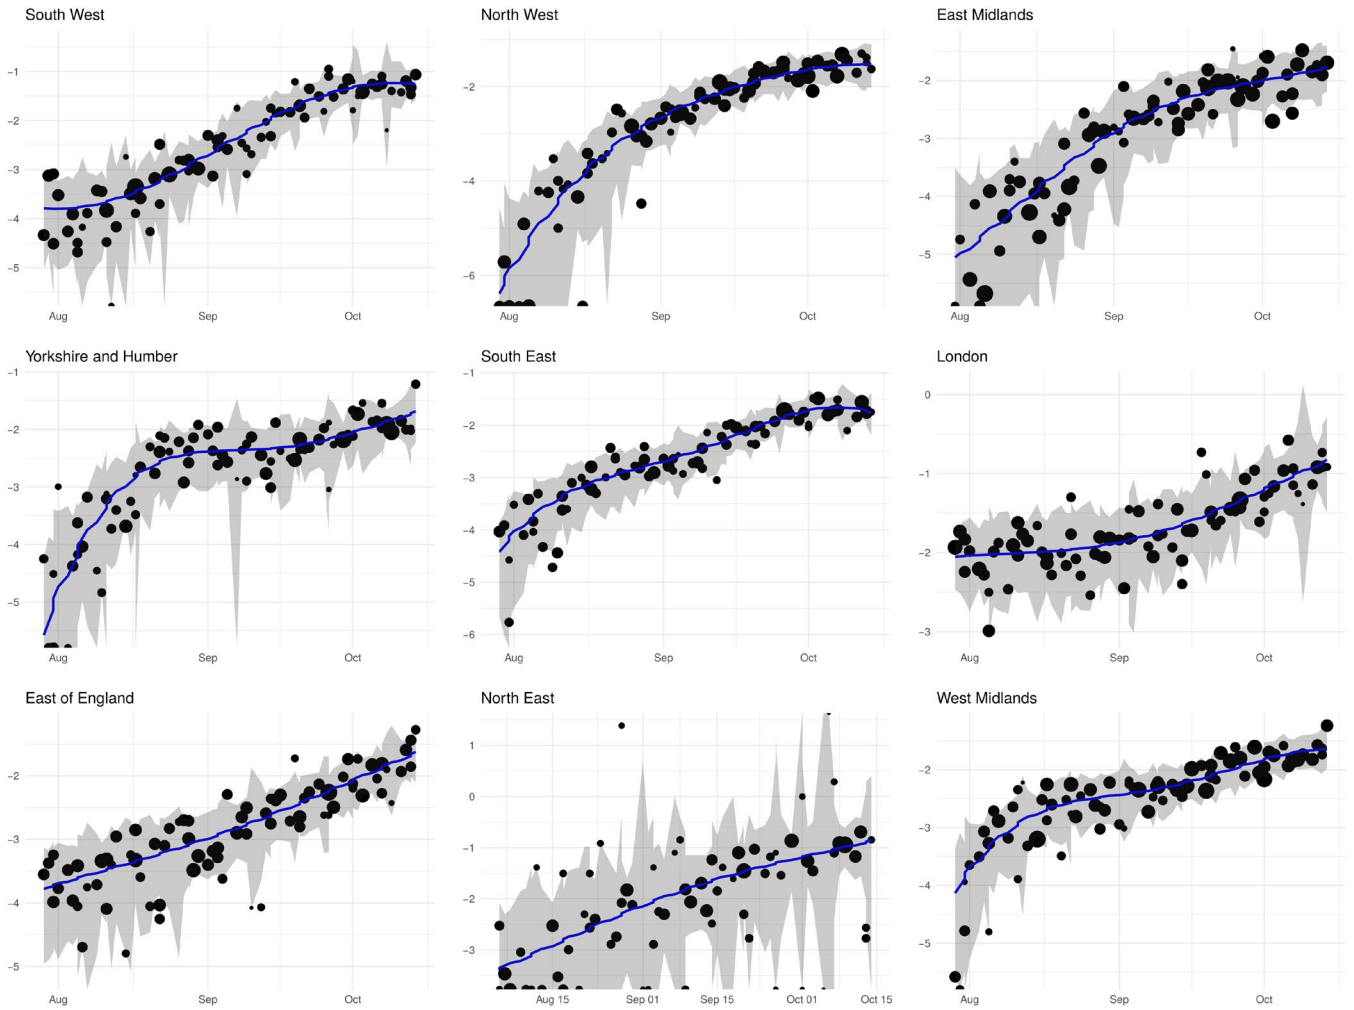 South West
North West
East Midlands
−1
−2
−3
−4
−5
Aug
Sep
Oct
−2
−4
−6
Aug
Sep
Oct
−2
−3
−4
−5
Aug
Sep
Oct
Yorkshire and Humber
South East
London
−1
−2
−3
−4
−5
Aug
Sep
Oct
−1
−2
−3
−4
−5
−6
Aug
Sep
Oct
0
−1
−2
−3
Aug
Sep
Oct
East of England
North East
West Midlands
−2
−3
−4
−5
Aug
Sep
Oct
1
0
−1
−2
−3
Aug 15
Sep 01
Sep 15
Oct 01
Oct 15
−2
−3
−4
−5
Aug
Sep
Oct